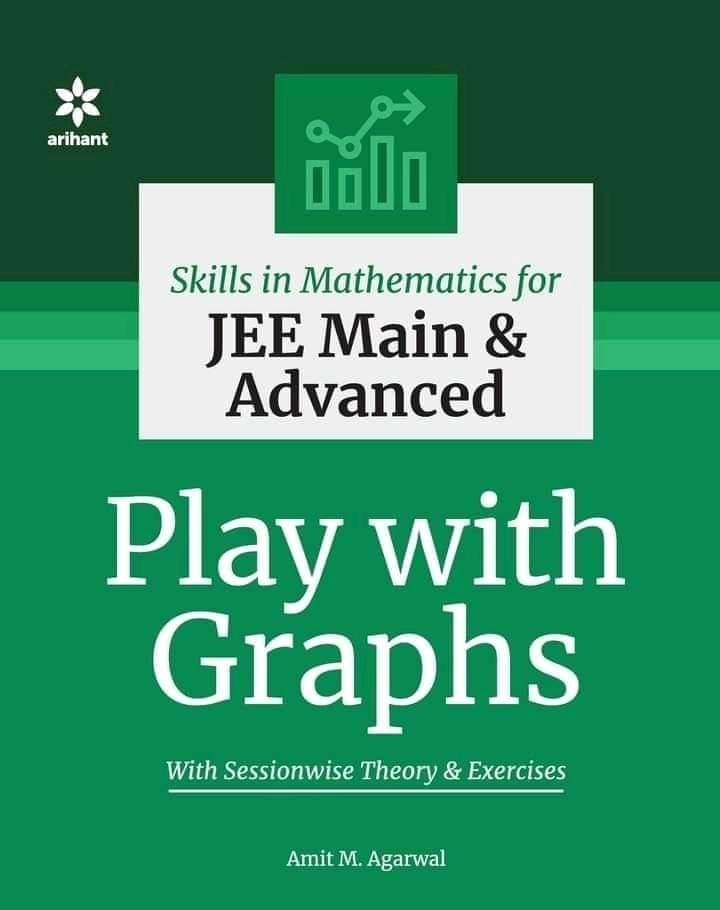 arihant
Skills in Mathematics for
JEE Main &
Advanced
Play with
Graphs
With Sessionwise Theory & Exercises
Amit M. Agarwal